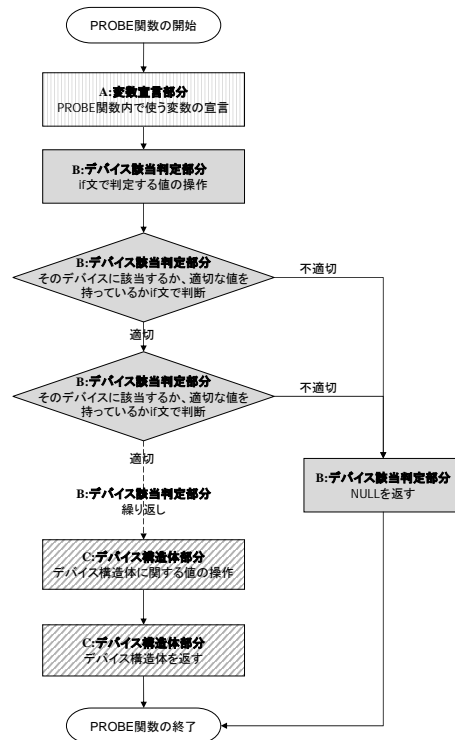 PROBE関数の開始
A:変数宣言部分
PROBE関数内で使う変数の宣言
B:デバイス該当判定部分
if文で判定する値の操作
B:デバイス該当判定部分
そのデバイスに該当するか、適切な値を
持っているかif文で判断
不適切
適切
B:デバイス該当判定部分
そのデバイスに該当するか、適切な値を
持っているかif文で判断
不適切
適切
B:デバイス該当判定部分
NULLを返す
B:デバイス該当判定部分
繰り返し
C:デバイス構造体部分
デバイス構造体に関する値の操作
C:デバイス構造体部分
デバイス構造体を返す
PROBE関数の終了